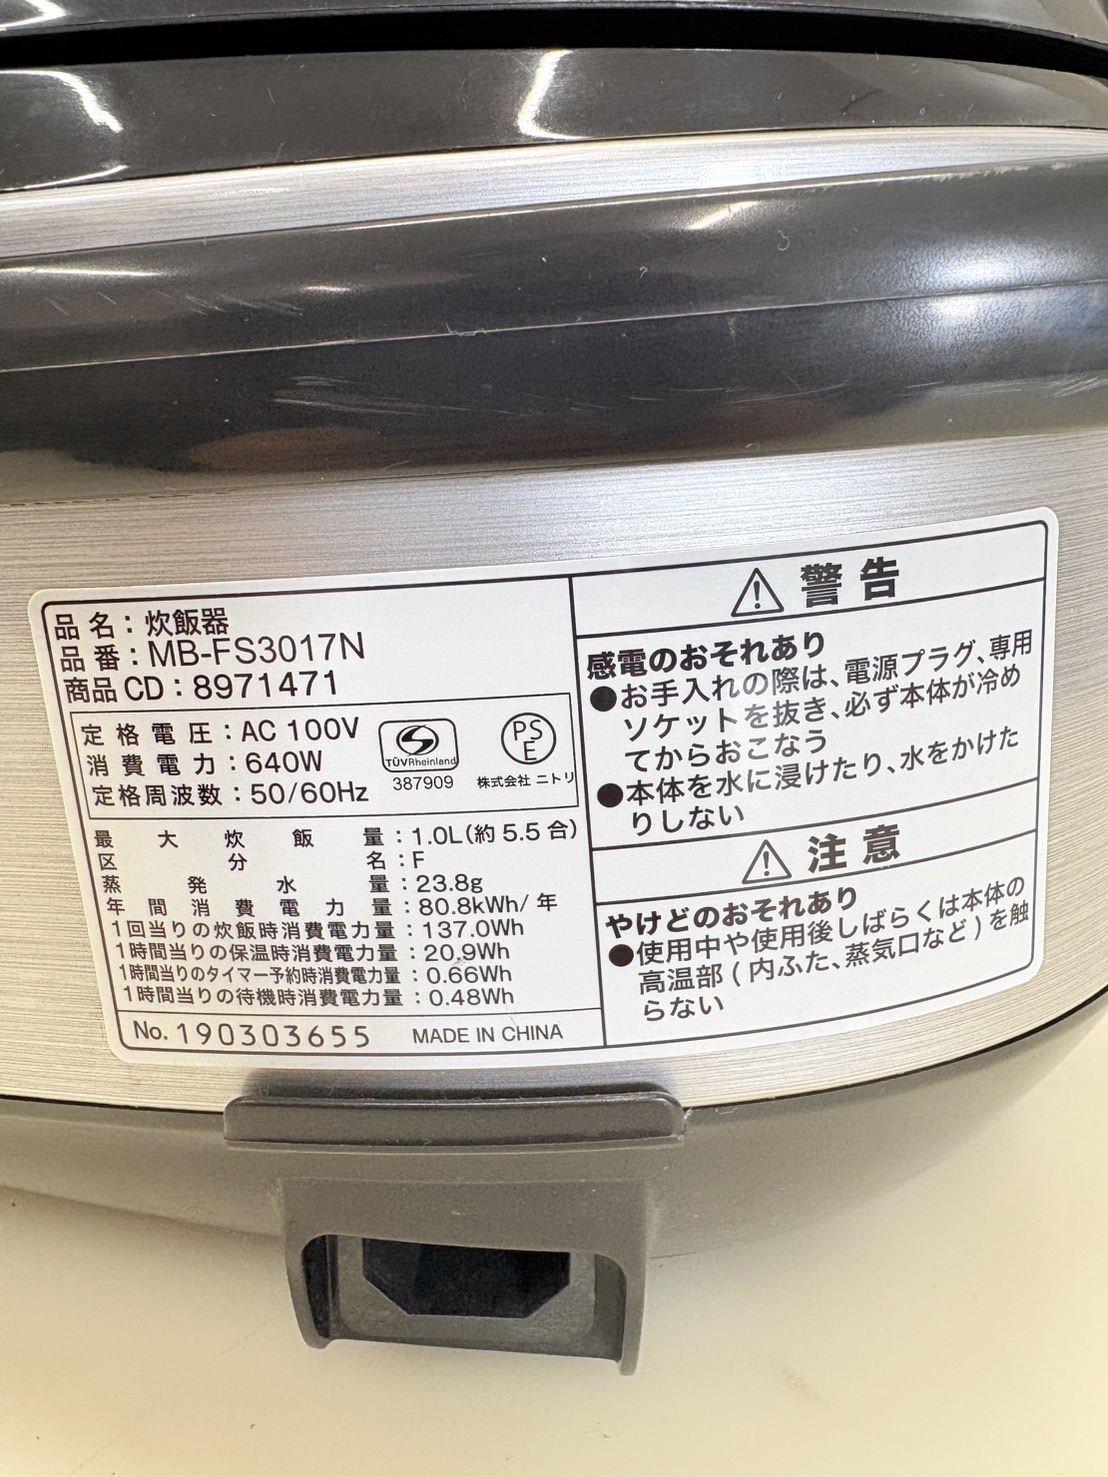 品名：炊飯器
品番：MB-FS3017N
商品CD：8971471
定格電圧：AC 100V
消費電力：640W
定格周波数：50/60Hz
TÜVRheinland
387909
PS
E
株式会社 ニトリ
最大炊飯量：1.0L(約 5.5 合)
区分名：F
蒸発水量：23.8g
年間消費電力量：80.8kWh/ 年
1回当りの炊飯時消費電力量：137.0Wh
1時間当りの保温時消費電力量：20.9Wh
1時間当りのタイマー予約時消費電力量：0.66Wh
1時間当りの待機時消費電力量：0.48Wh
No. 190303655 MADE IN CHINA
警告
感電のおそれあり
●お手入れの際は、電源プラグ、専用
ソケットを抜き、必ず本体が冷め
てからおこなう
●本体を水に浸けたり、水をかけた
りしない
注意
やけどのおそれあり
●使用中や使用後しばらくは本体の
高温部(内ふた、蒸気口など)を触
らない